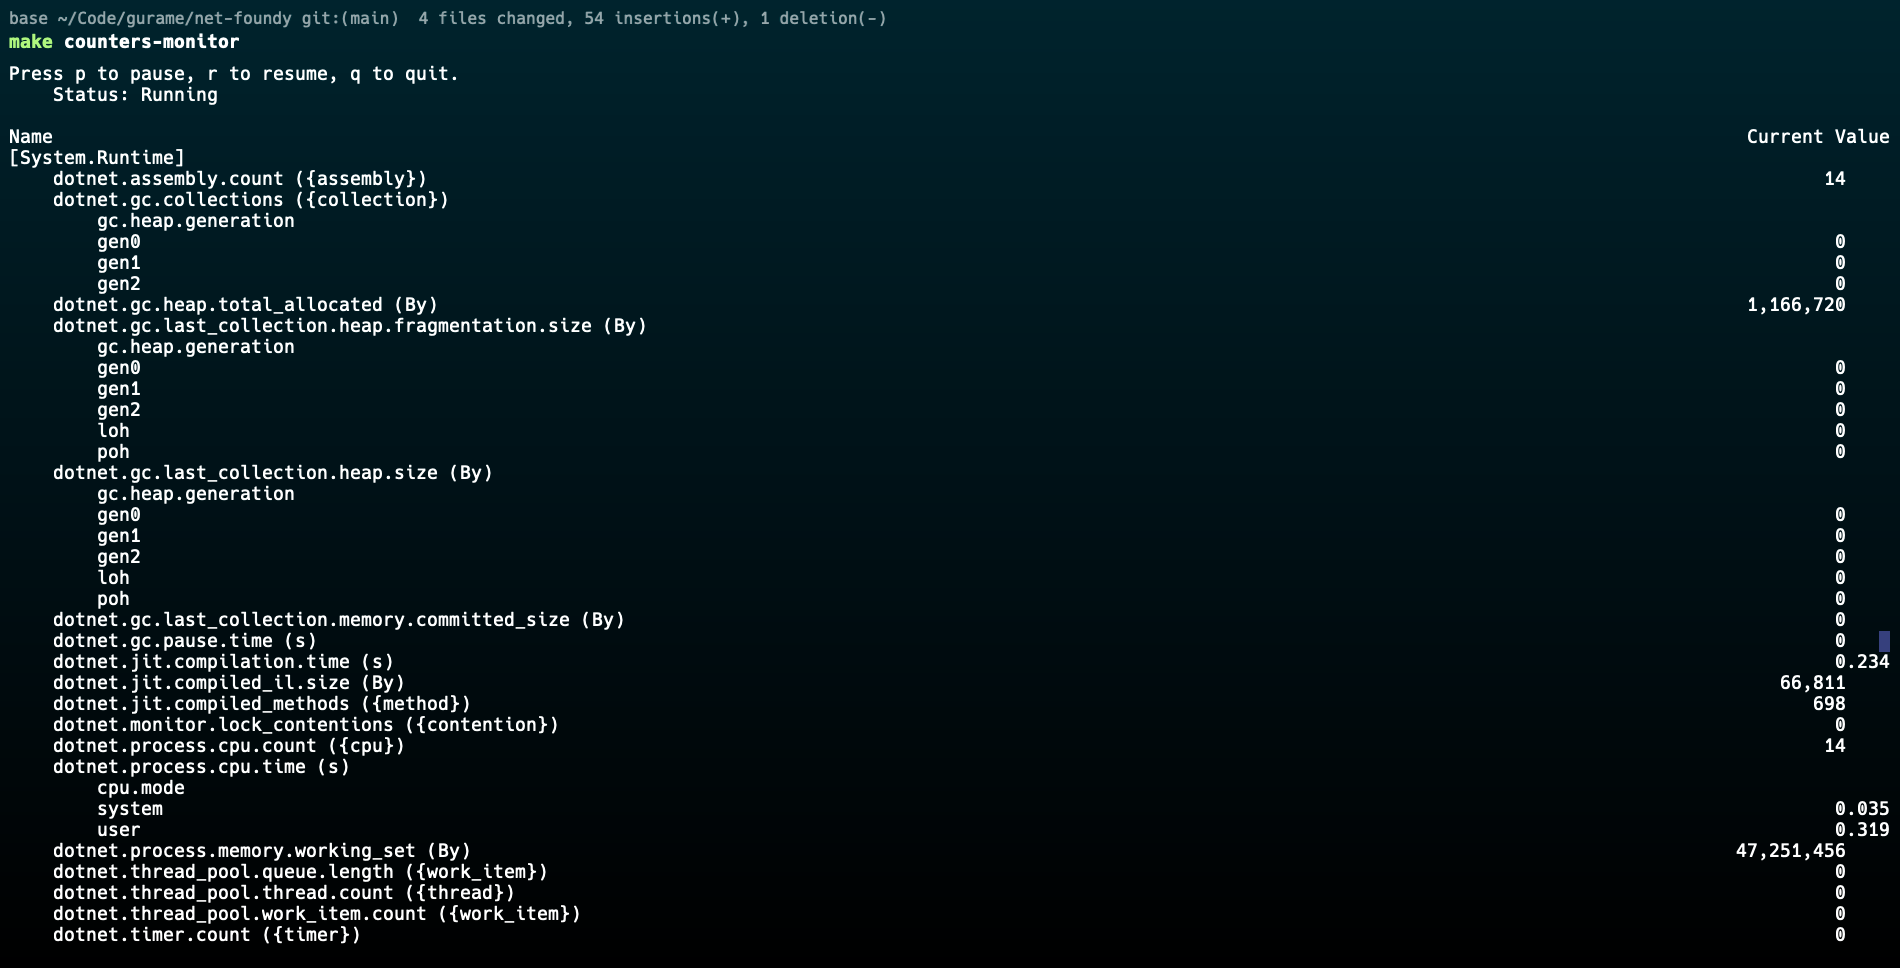 base ~/Code/gurame/net-foundy git:(main)  4 files changed, 54 insertions(+), 1 deletion(-)
make counters-monitor
Press p to pause, r to resume, q to quit.
    Status: Running
Name Current Value
[System.Runtime]
    dotnet.assembly.count ({assembly}) 14
    dotnet.gc.collections ({collection})
        gc.heap.generation
        gen0 0
        gen1 0
        gen2 0
    dotnet.gc.heap.total_allocated (By) 1,166,720
    dotnet.gc.last_collection.heap.fragmentation.size (By)
        gc.heap.generation
        gen0 0
        gen1 0
        gen2 0
        loh 0
        poh 0
    dotnet.gc.last_collection.heap.size (By)
        gc.heap.generation
        gen0 0
        gen1 0
        gen2 0
        loh 0
        poh 0
    dotnet.gc.last_collection.memory.committed_size (By) 0
    dotnet.gc.pause.time (s) 0
    dotnet.jit.compilation.time (s) 0.234
    dotnet.jit.compiled_il.size (By) 66,811
    dotnet.jit.compiled_methods ({method}) 698
    dotnet.monitor.lock_contentions ({contention}) 0
    dotnet.process.cpu.count ({cpu}) 14
    dotnet.process.cpu.time (s)
        cpu.mode
        system 0.035
        user 0.319
    dotnet.process.memory.working_set (By) 47,251,456
    dotnet.thread_pool.queue.length ({work_item}) 0
    dotnet.thread_pool.thread.count ({thread}) 0
    dotnet.thread_pool.work_item.count ({work_item}) 0
    dotnet.timer.count ({timer}) 0